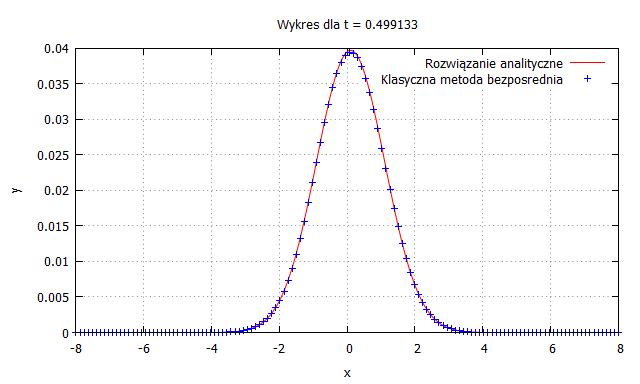 Wykres dla t = 0.499133
0.04
0.035
0.03
0.025
0.02
0.015
0.01
0.005
0
y
Rozwiązanie analityczne
Klasyczna metoda bezposrednia
-8 -6 -4 -2 0 2 4 6 8
x